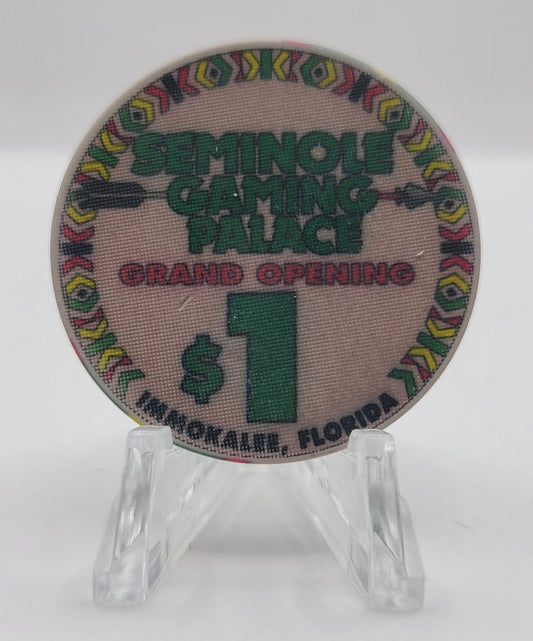 SEMINOLE
GAMING
PALACE
GRAND OPENING
$1
IMMOKALEE, FLORIDA